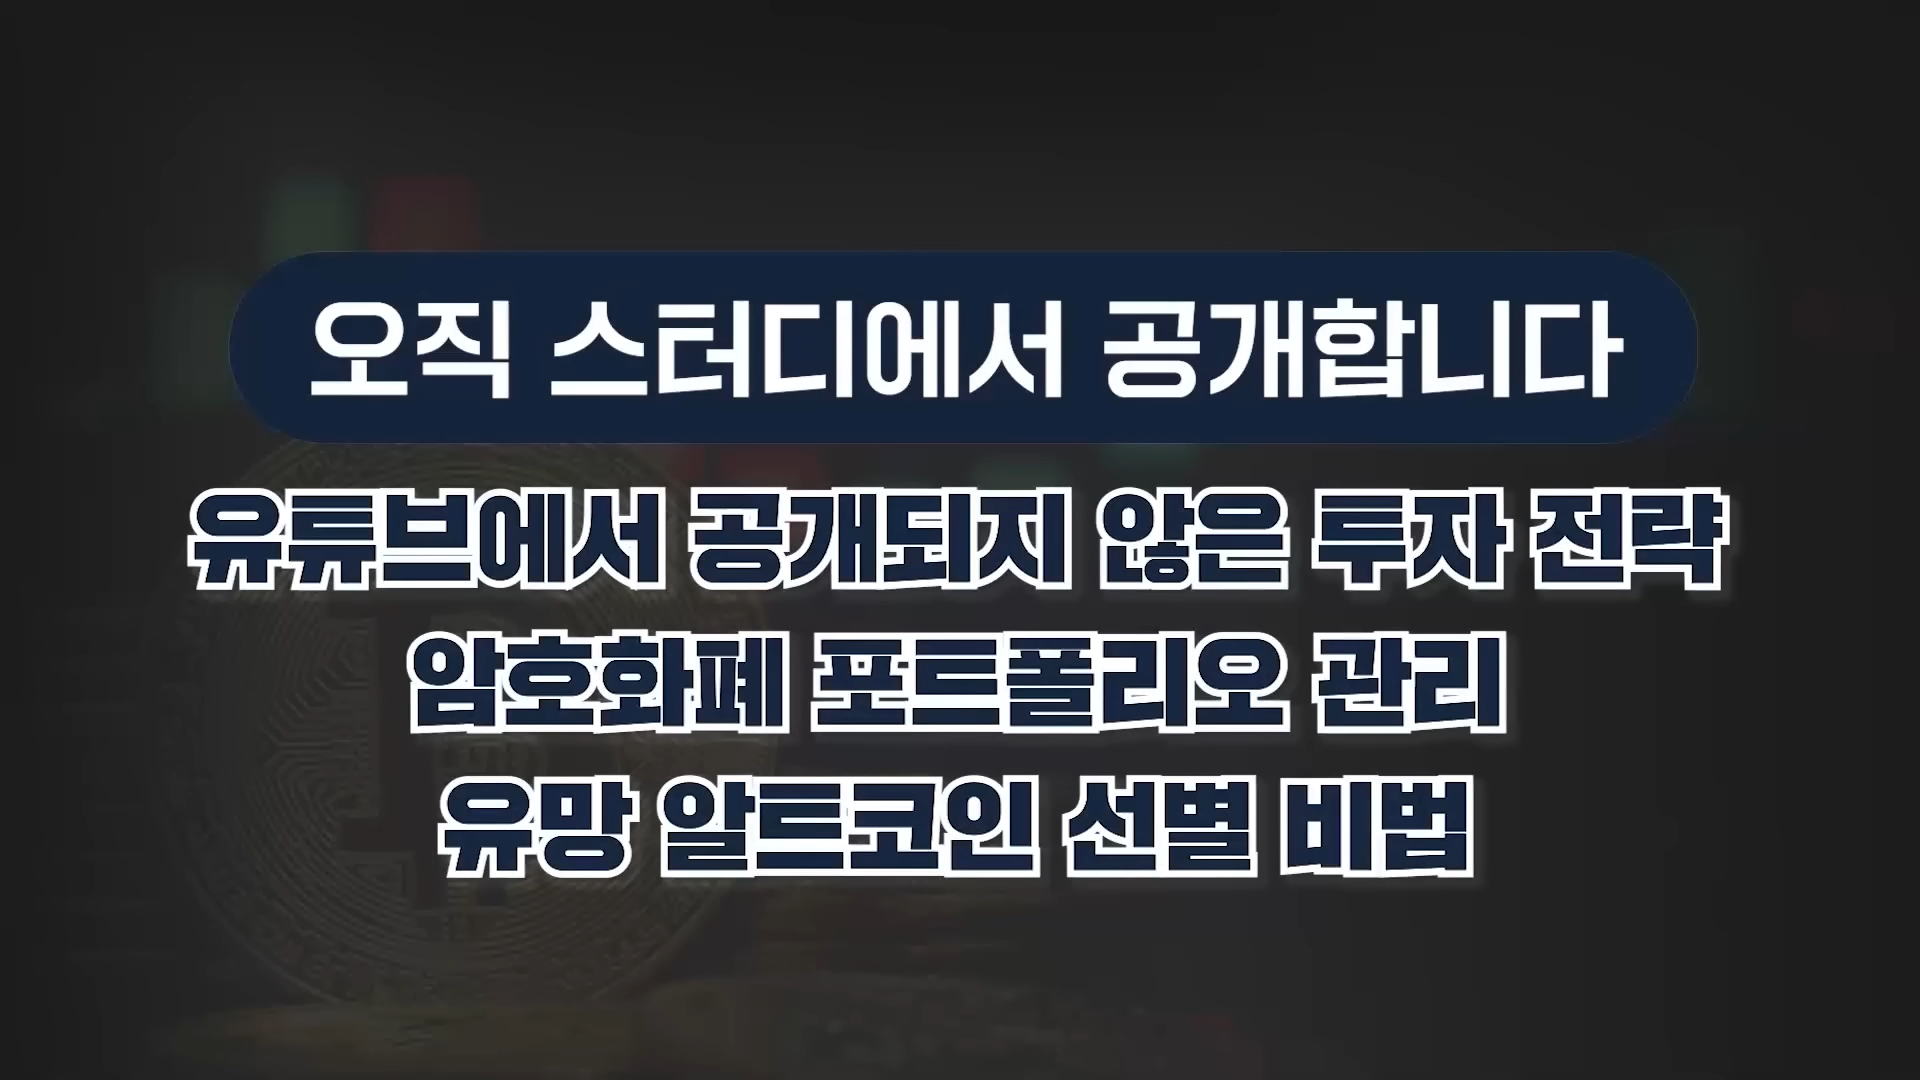 오직 스터디에서 공개합니다
유튜브에서 공개되지 않은 투자 전략
암호화폐 포트폴리오 관리
유망 알트코인 선별 비법